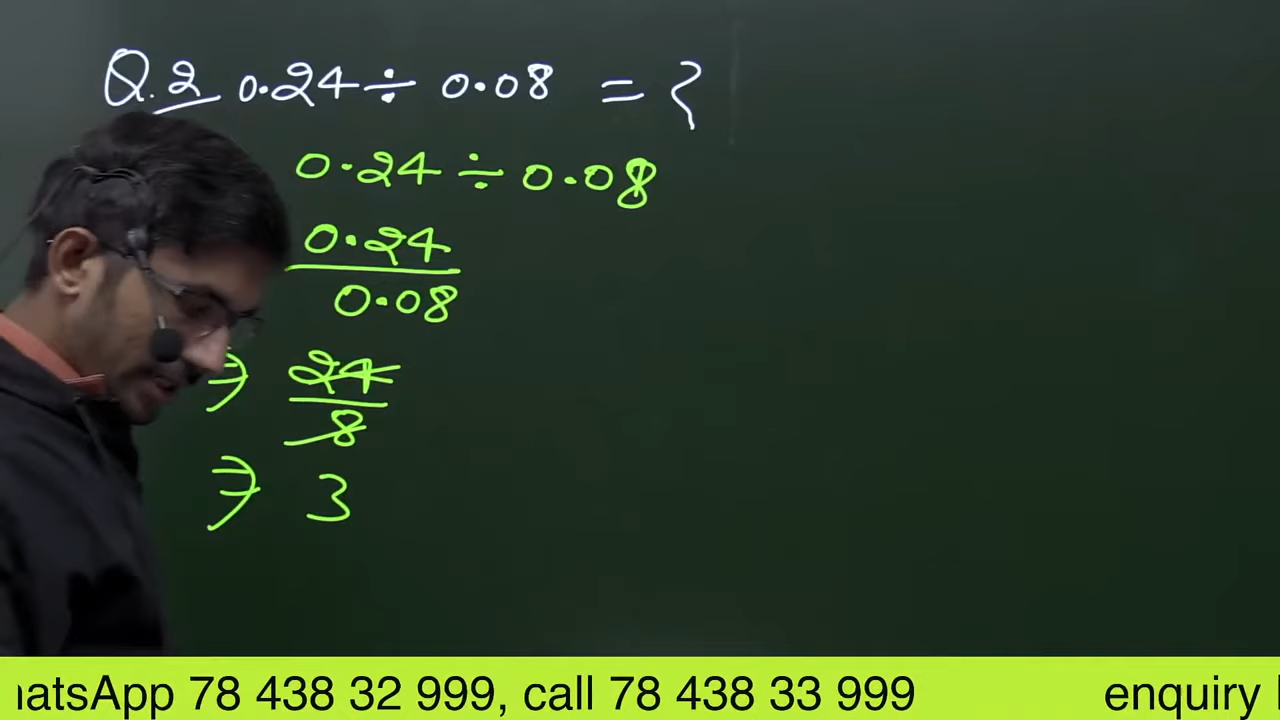 Q.2 0.24 ÷ 0.08 = ?
0.24 ÷ 0.08
0.24
0.08
⇒ 24
8
⇒ 3
WhatsApp 78 438 32 999, call 78 438 33 999 enquiry